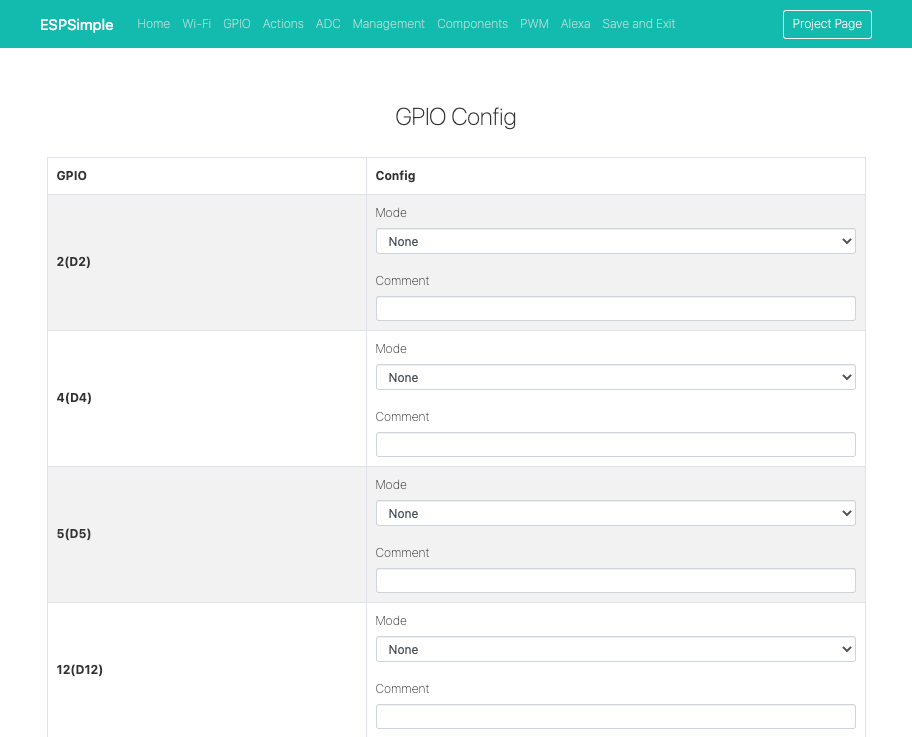 ESPSimple Home Wi-Fi GPIO Actions ADC Management Components PWM Alexa Save and Exit Project Page
GPIO Config
GPIO Config
2(D2)
Mode
None
Comment
4(D4)
Mode
None
Comment
5(D5)
Mode
None
Comment
12(D12)
Mode
None
Comment